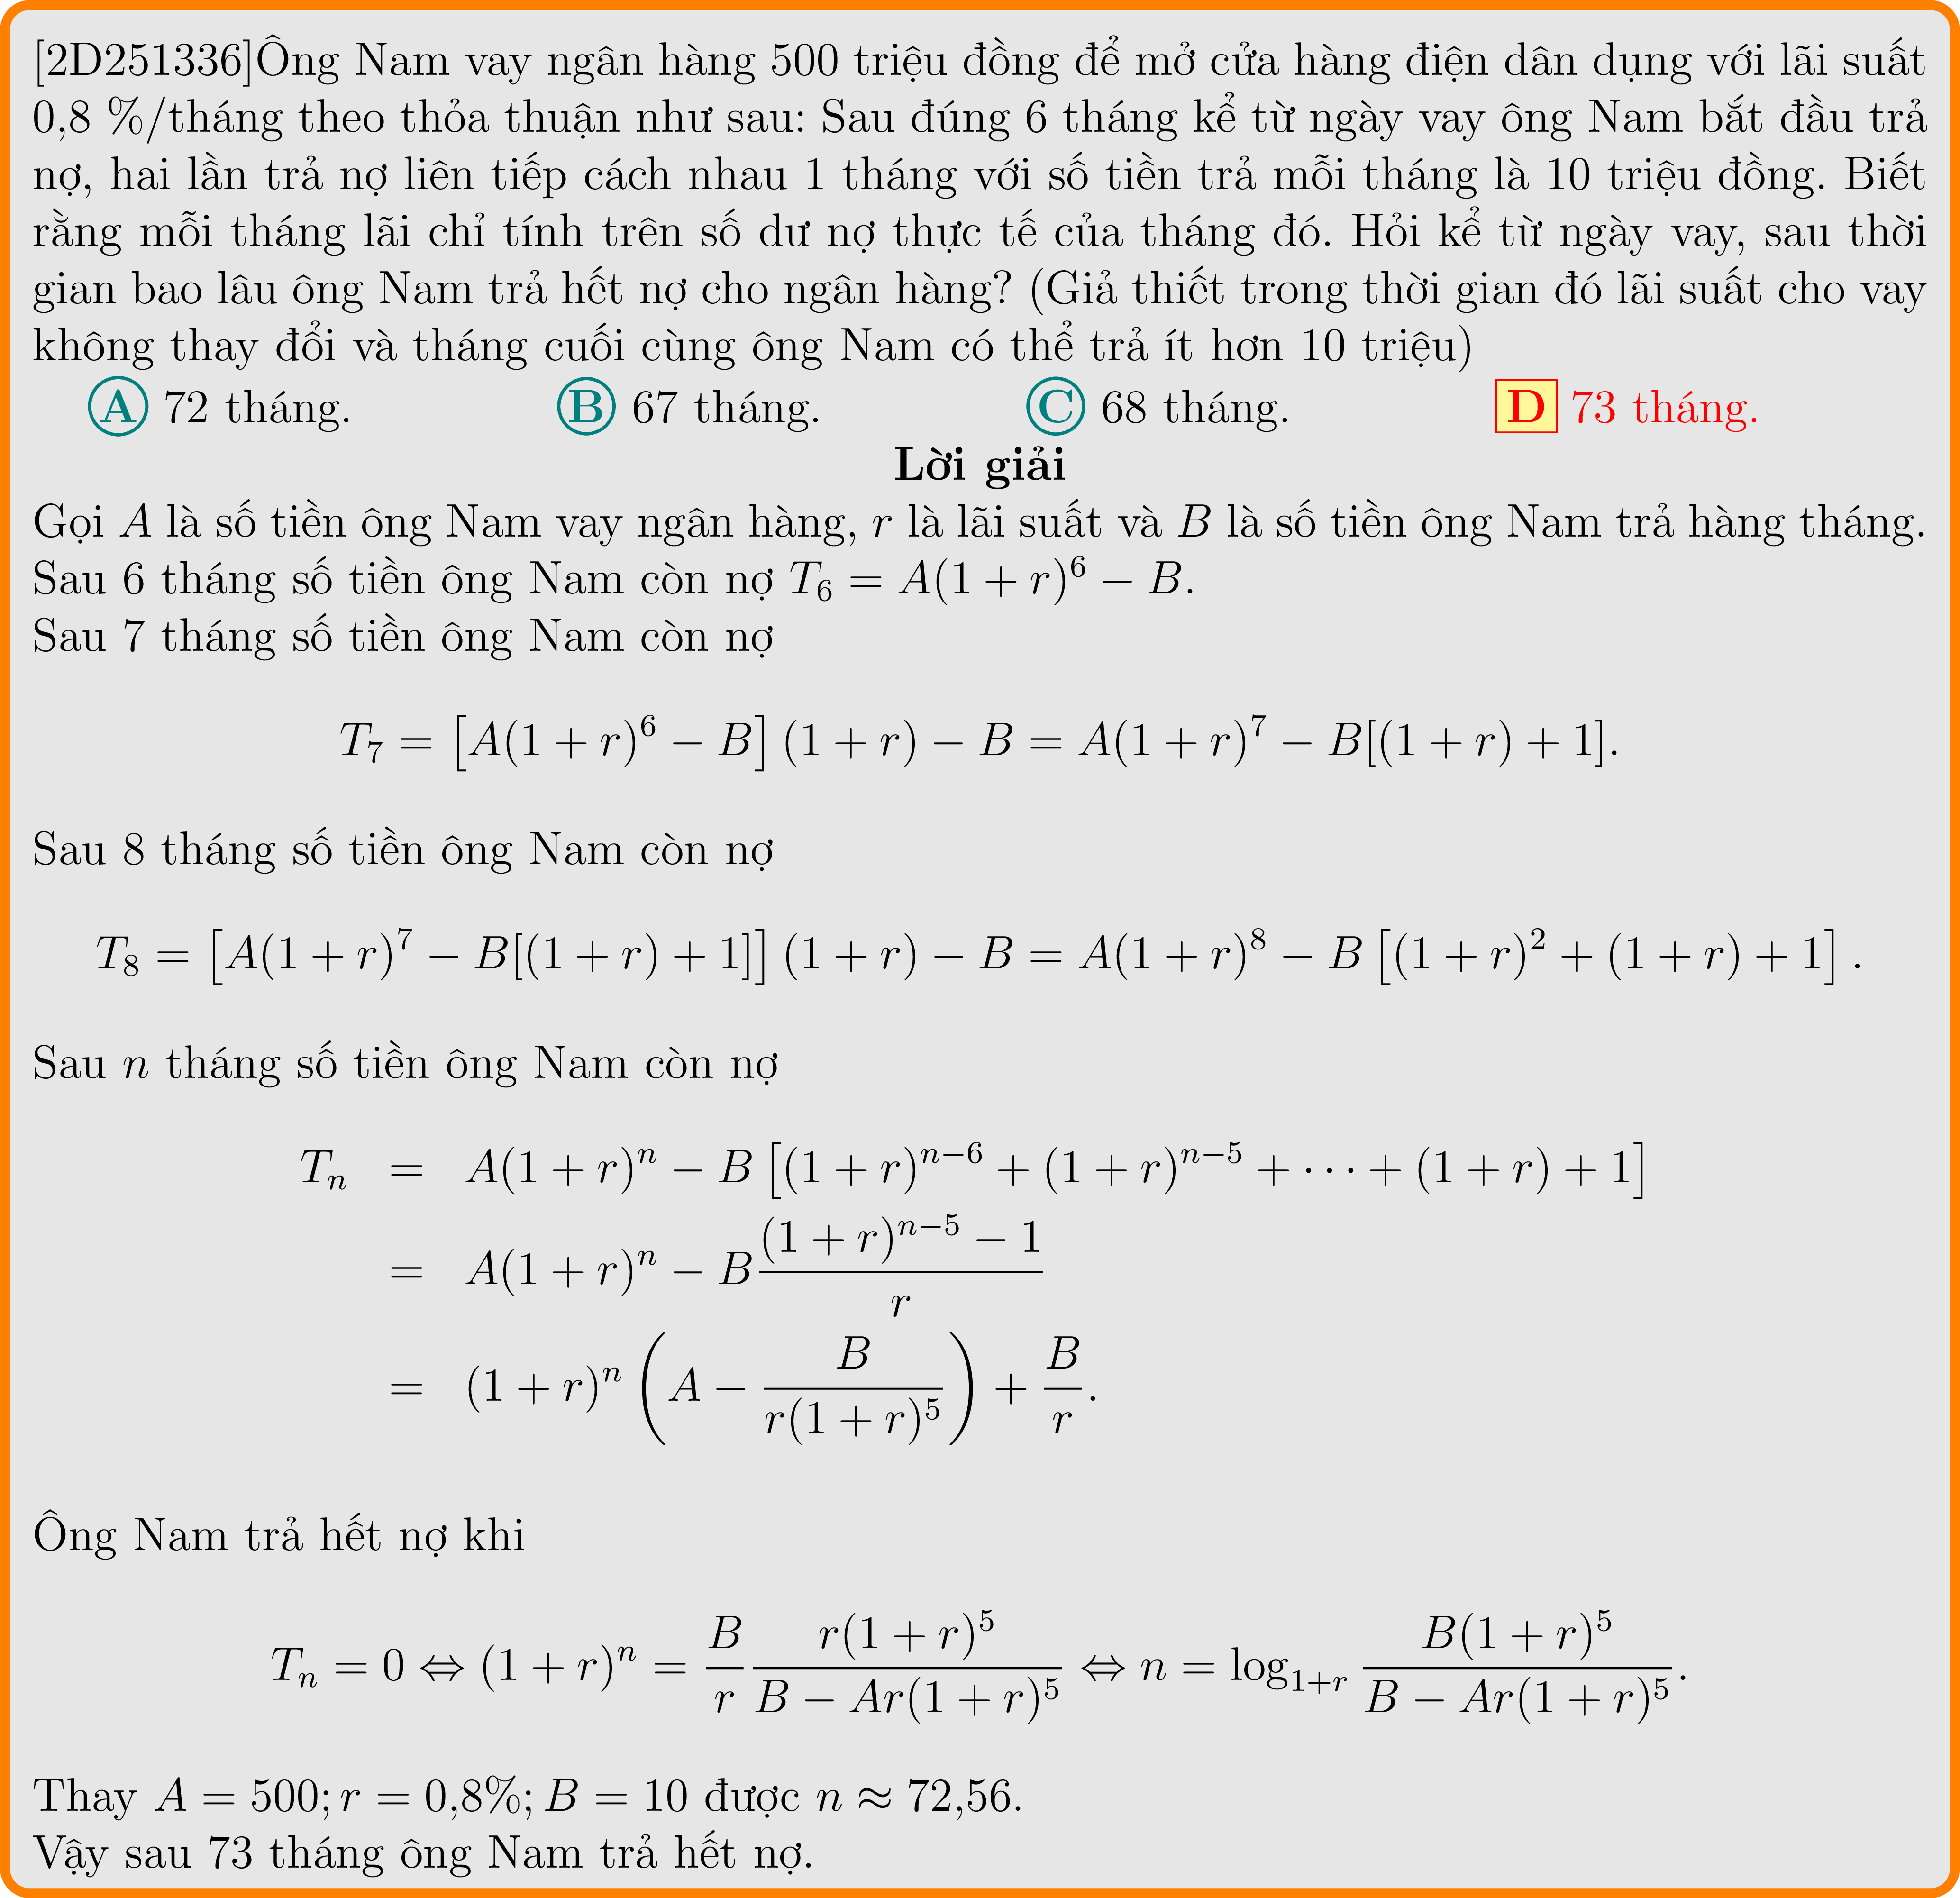 [2D251336]Ông Nam vay ngân hàng 500 triệu đồng để mở cửa hàng điện dân dụng với lãi suất
0,8 %/tháng theo thỏa thuận như sau: Sau đúng 6 tháng kể từ ngày vay ông Nam bắt đầu trả
nợ, hai lần trả nợ liên tiếp cách nhau 1 tháng với số tiền trả mỗi tháng là 10 triệu đồng. Biết
rằng mỗi tháng lãi chỉ tính trên số dư nợ thực tế của tháng đó. Hỏi kể từ ngày vay, sau thời
gian bao lâu ông Nam trả hết nợ cho ngân hàng? (Giả thiết trong thời gian đó lãi suất cho vay
không thay đổi và tháng cuối cùng ông Nam có thể trả ít hơn 10 triệu)
A 72 tháng. B 67 tháng. C 68 tháng. D 73 tháng.
Lời giải
Gọi A là số tiền ông Nam vay ngân hàng, r là lãi suất và B là số tiền ông Nam trả hàng tháng.
Sau 6 tháng số tiền ông Nam còn nợ $T_6 = A(1+r)^6 - B$.
Sau 7 tháng số tiền ông Nam còn nợ
$T_7 = \left[A(1+r)^6 - B\right](1+r) - B = A(1+r)^7 - B[(1+r)+1].$
Sau 8 tháng số tiền ông Nam còn nợ
$T_8 = \left[A(1+r)^7 - B[(1+r)+1]\right](1+r) - B = A(1+r)^8 - B\left[(1+r)^2 + (1+r) + 1\right].$
Sau n tháng số tiền ông Nam còn nợ
$T_n = A(1+r)^n - B\left[(1+r)^{n-6} + (1+r)^{n-5} + \cdots + (1+r) + 1\right]$
$= A(1+r)^n - B\frac{(1+r)^{n-5} - 1}{r}$
$= (1+r)^n\left(A - \frac{B}{r(1+r)^5}\right) + \frac{B}{r}.$
Ông Nam trả hết nợ khi
$T_n = 0 \Leftrightarrow (1+r)^n = \frac{B}{r}\frac{r(1+r)^5}{B - Ar(1+r)^5} \Leftrightarrow n = \log_{1+r}\frac{B(1+r)^5}{B - Ar(1+r)^5}.$
Thay $A = 500; r = 0,8\%; B = 10$ được $n \approx 72,56$.
Vậy sau 73 tháng ông Nam trả hết nợ.